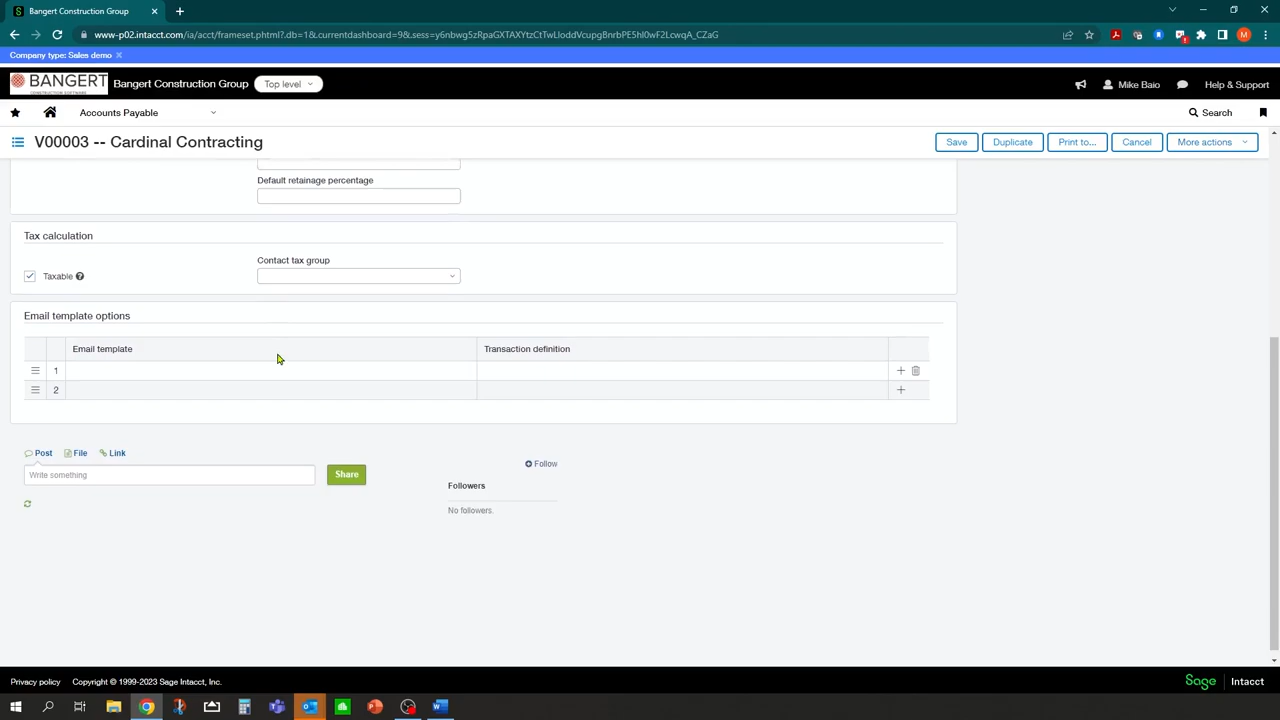 Bangert Construction Group
www-p02.intacct.com/ia/acct/frameset.phtml?.db=1&currentdashboard=9&.sess=y6nbwg5zRpaGXTAXYtzCtTwLloddVcupgBnrbPE5hl0wF2LcwqA_CZaG
M
Company type: Sales demo
BANGERT
CONSTRUCTION SOFTWARE
Bangert Construction Group
Top level
Mike Baio
Help & Support
Accounts Payable
Search
V00003 -- Cardinal Contracting
Save
Duplicate
Print to...
Cancel
More actions
Default retainage percentage
Tax calculation
Contact tax group
Taxable
Email template options
Email template
Transaction definition
1
2
Post
File
Link
Write something
Share
Follow
Followers
No followers.
Privacy policy
Copyright © 1999-2023 Sage Intacct, Inc.
Sage
Intacct